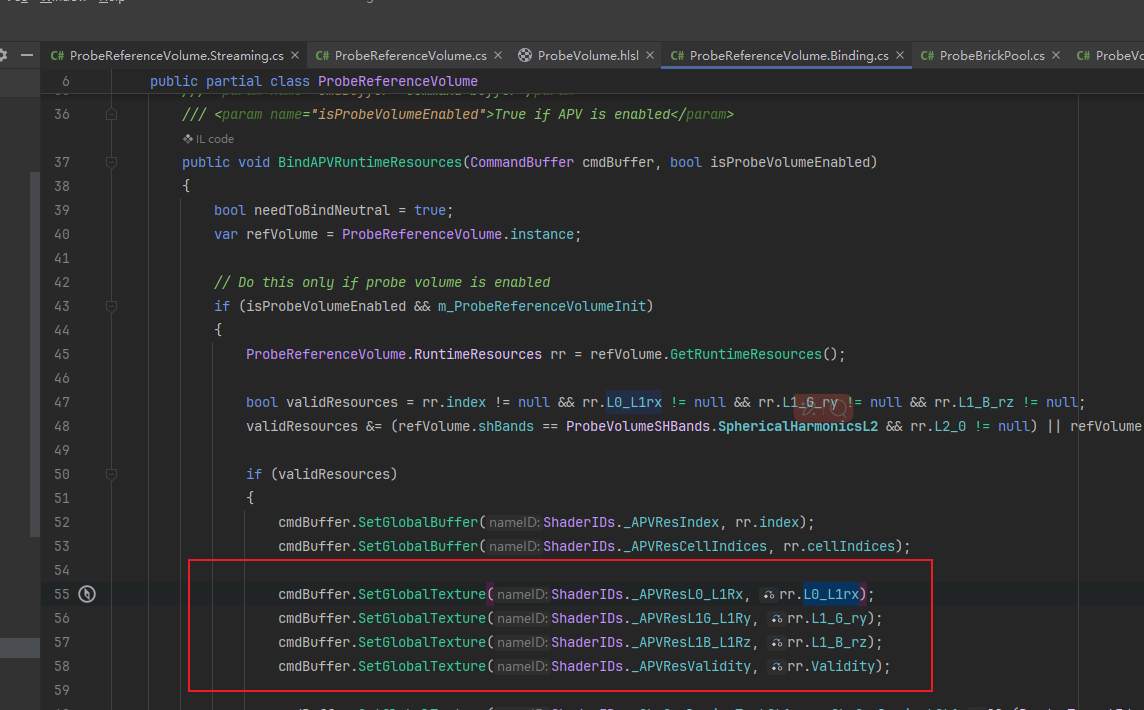 Help
C# ProbeReferenceVolume.Streaming.cs × C# ProbeReferenceVolume.cs × ProbeVolume.hlsl × C# ProbeReferenceVolume.Binding.cs × C# ProbeBrickPool.cs × C#
6 public partial class ProbeReferenceVolume
36 /// <param name="isProbeVolumeEnabled">True if APV is enabled</param>
IL code
37 public void BindAPVRuntimeResources(CommandBuffer cmdBuffer, bool isProbeVolumeEnabled)
38 {
39 bool needToBindNeutral = true;
40 var refVolume = ProbeReferenceVolume.instance;
41
42 // Do this only if probe volume is enabled
43 if (isProbeVolumeEnabled && m_ProbeReferenceVolumeInit)
44 {
45 ProbeReferenceVolume.RuntimeResources rr = refVolume.GetRuntimeResources();
46
47 bool validResources = rr.index != null && rr.L0_L1rx != null && rr.L1_G_ry != null && rr.L1_B_rz != null;
48 validResources &= (refVolume.shBands == ProbeVolumeSHBands.SphericalHarmonicsL2 && rr.L2_0 != null) || refVolume
49
50 if (validResources)
51 {
52 cmdBuffer.SetGlobalBuffer(nameID:ShaderIDs._APVResIndex, rr.index);
53 cmdBuffer.SetGlobalBuffer(nameID:ShaderIDs._APVResCellIndices, rr.cellIndices);
54
55 cmdBuffer.SetGlobalTexture(nameID:ShaderIDs._APVResL0_L1Rx, rr.L0_L1rx);
56 cmdBuffer.SetGlobalTexture(nameID:ShaderIDs._APVResL1G_L1Ry, rr.L1_G_ry);
57 cmdBuffer.SetGlobalTexture(nameID:ShaderIDs._APVResL1B_L1Rz, rr.L1_B_rz);
58 cmdBuffer.SetGlobalTexture(nameID:ShaderIDs._APVResValidity, rr.Validity);
59